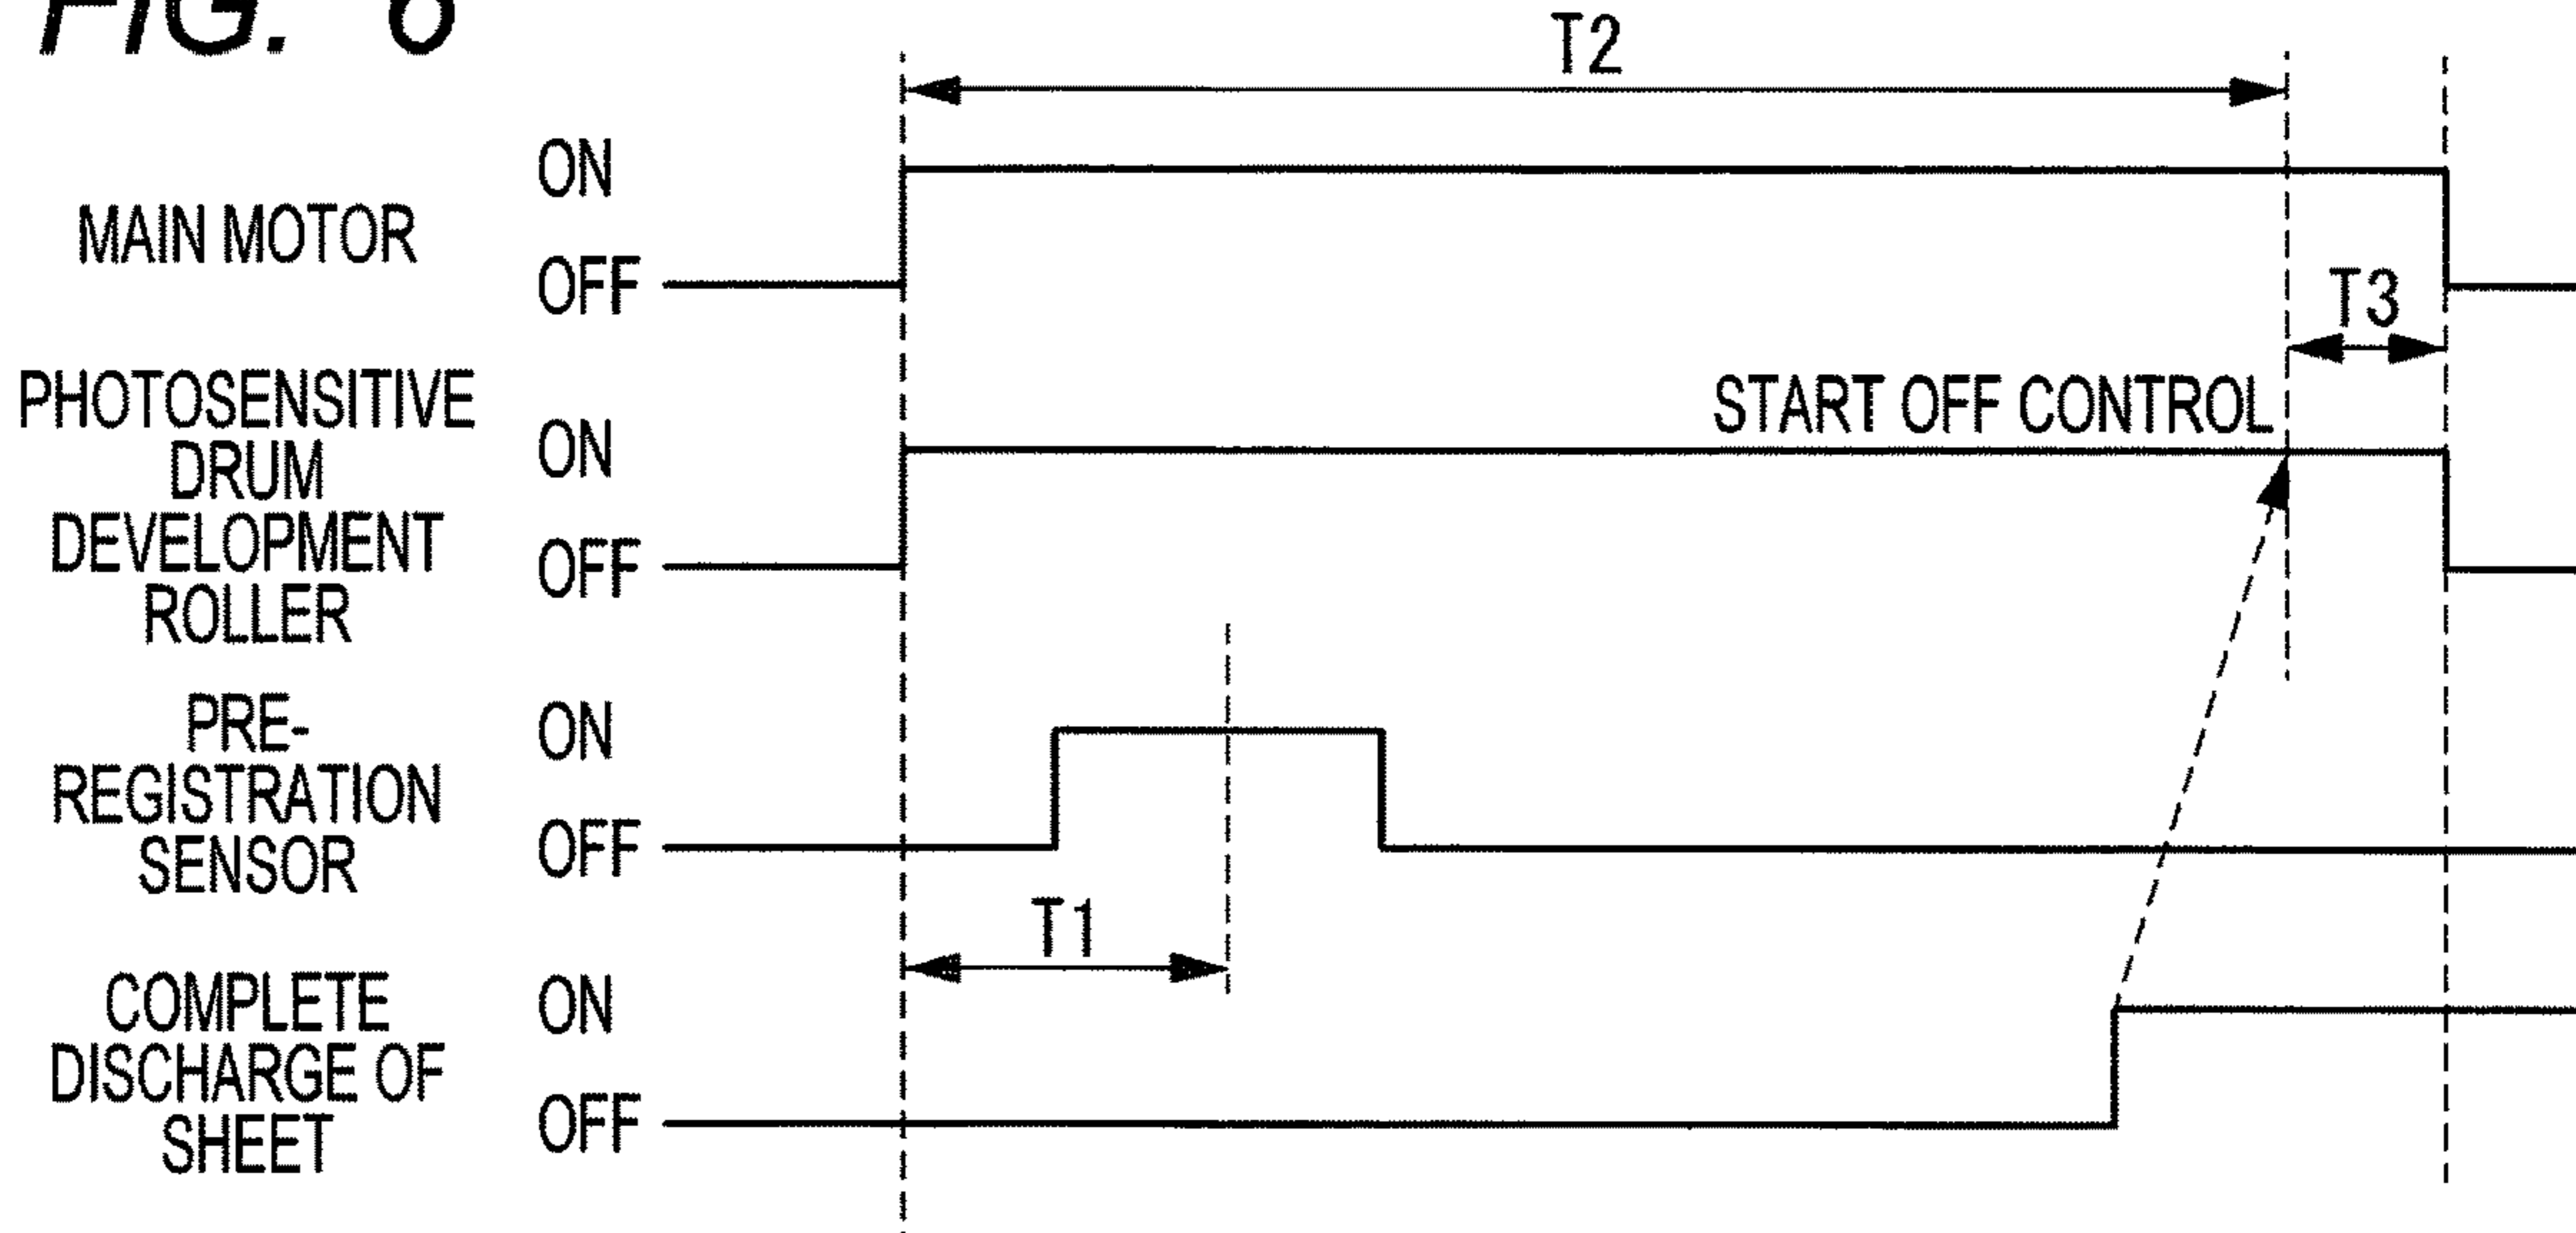 FIG. 6
T2
ON
MAIN MOTOR
OFF
T3
PHOTOSENSITIVE
DRUM
DEVELOPMENT
ROLLER
ON
OFF
START OFF CONTROL
PRE-
REGISTRATION
SENSOR
ON
OFF
T1
COMPLETE
DISCHARGE OF
SHEET
ON
OFF